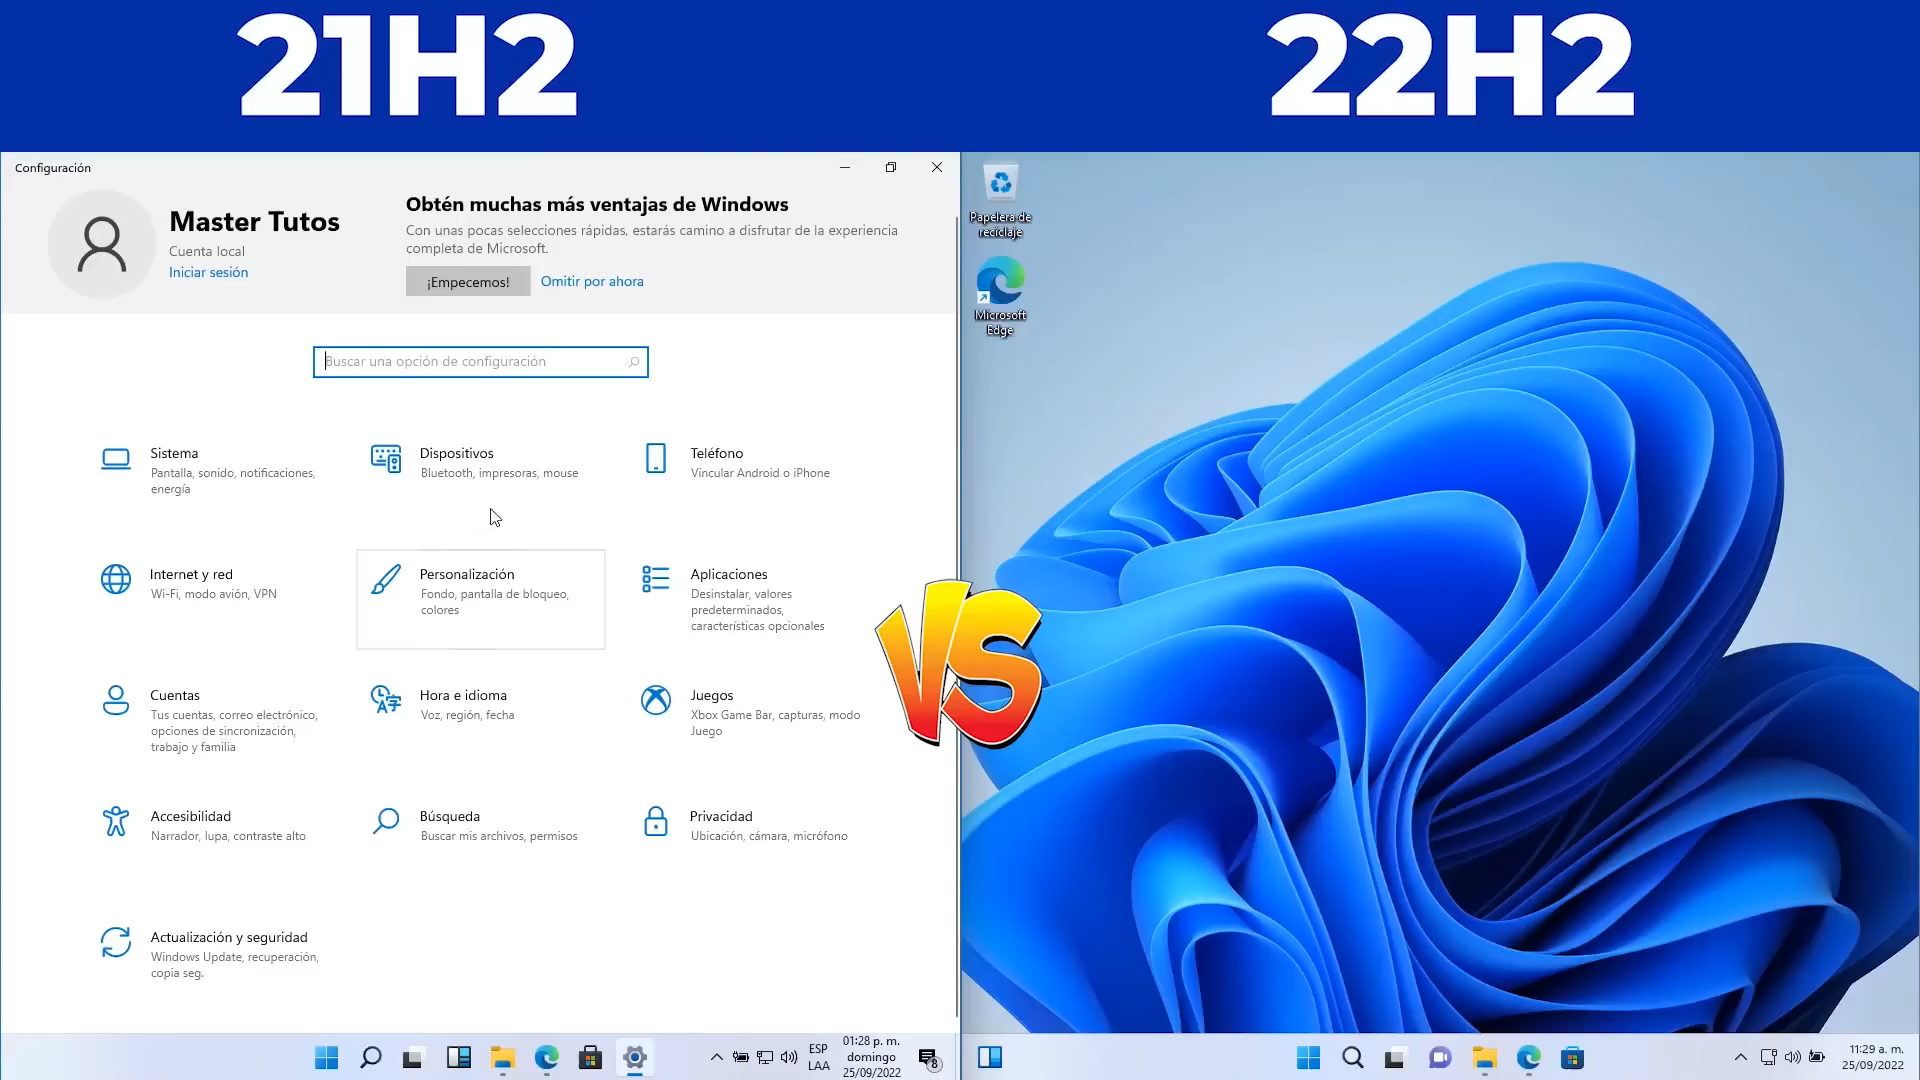 21H2
22H2
Configuración
Master Tutos
Cuenta local
Iniciar sesión
Obtén muchas más ventajas de Windows
Con unas pocas selecciones rápidas, estarás camino a disfrutar de la experiencia
completa de Microsoft.
¡Empecemos!
Omitir por ahora
Buscar una opción de configuración
Sistema
Pantalla, sonido, notificaciones,
energía
Dispositivos
Bluetooth, impresoras, mouse
Teléfono
Vincular Android o iPhone
Internet y red
Wi-Fi, modo avión, VPN
Personalización
Fondo, pantalla de bloqueo,
colores
Aplicaciones
Desinstalar, valores
predeterminados,
características opcionales
Cuentas
Tus cuentas, correo electrónico,
opciones de sincronización,
trabajo y familia
Hora e idioma
Voz, región, fecha
Juegos
Xbox Game Bar, capturas, modo
Juego
Accesibilidad
Narrador, lupa, contraste alto
Búsqueda
Buscar mis archivos, permisos
Privacidad
Ubicación, cámara, micrófono
Actualización y seguridad
Windows Update, recuperación,
copia seg.
ESP
LAA
01:28 p. m.
domingo
25/09/2022
8
VS
Papelera de
reciclaje
Microsoft
Edge
11:29 a. m.
25/09/2022